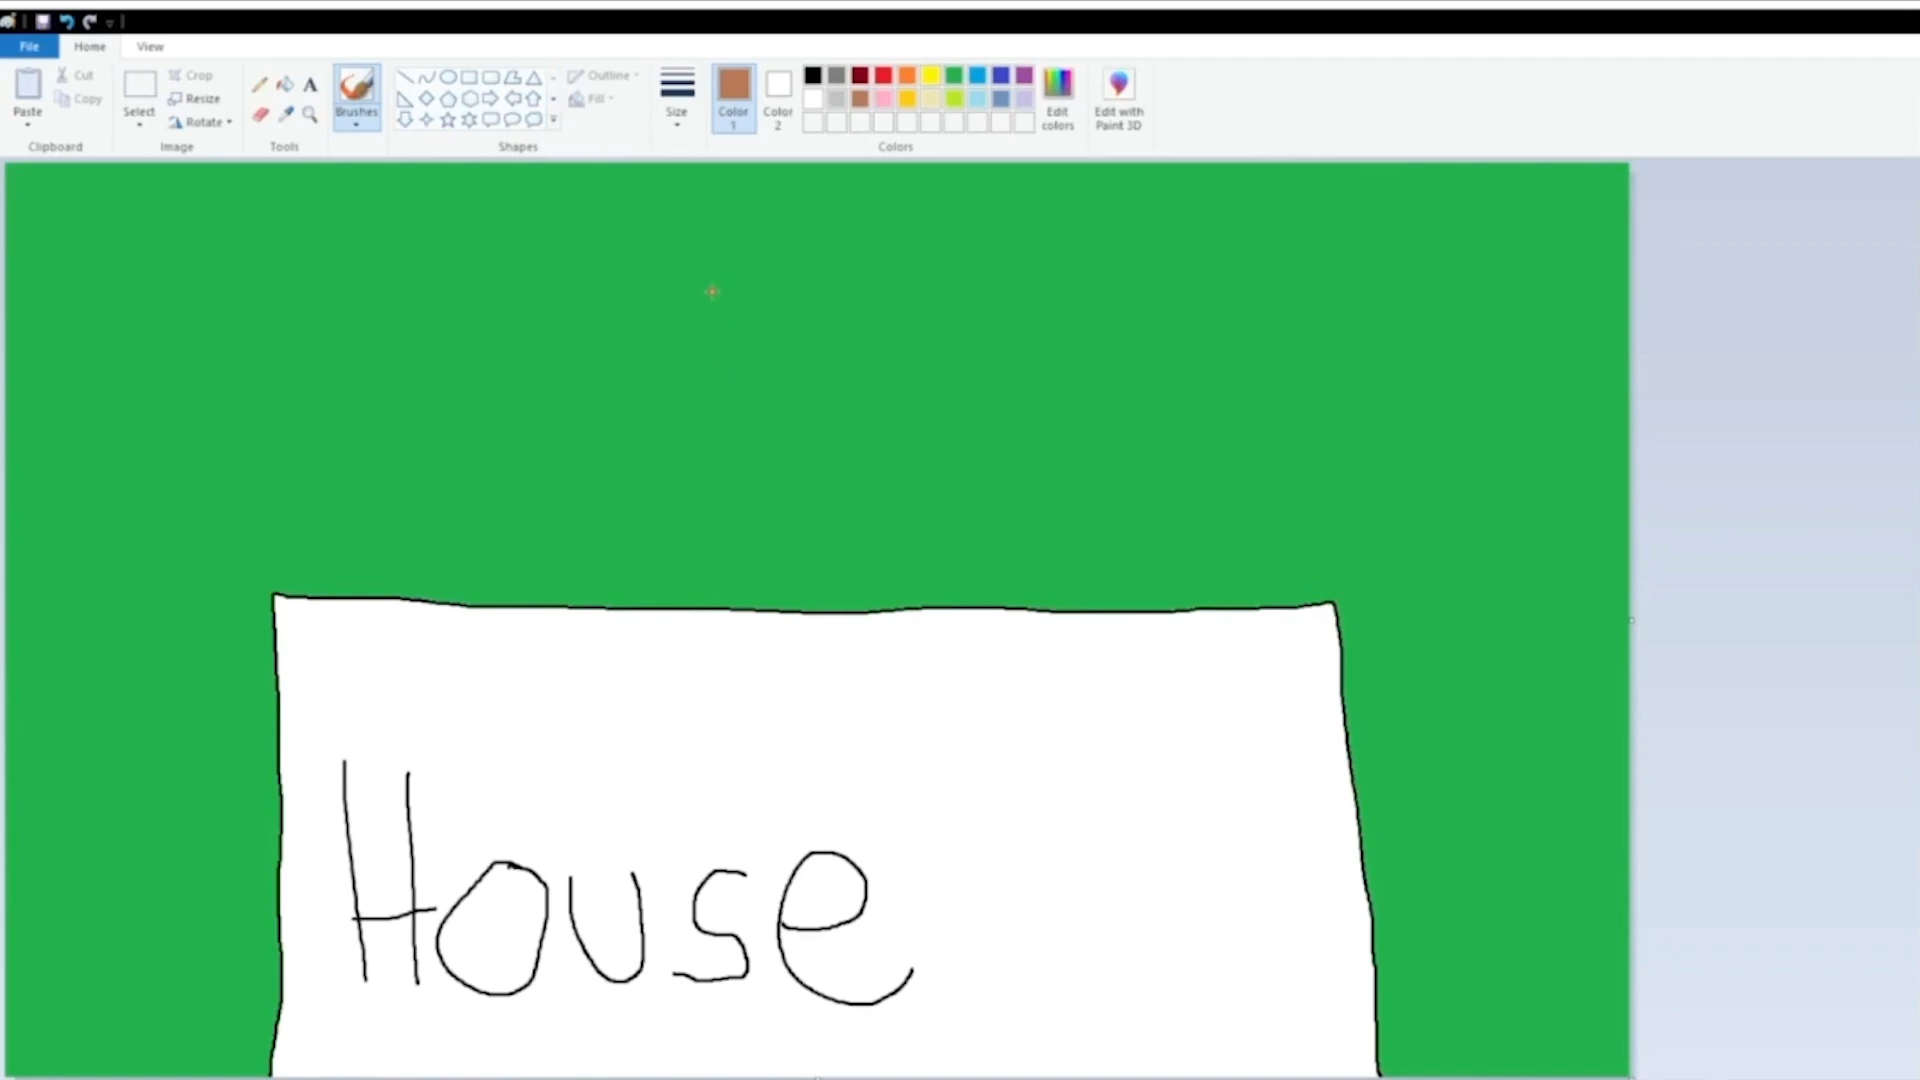 File Home View
Paste Cut Copy Clipboard
Select Crop Resize Rotate Image
A Tools
Brushes
Outline Fill Shapes
Size
Color 1 Color 2 Edit colors Colors
Edit with Paint 3D
House